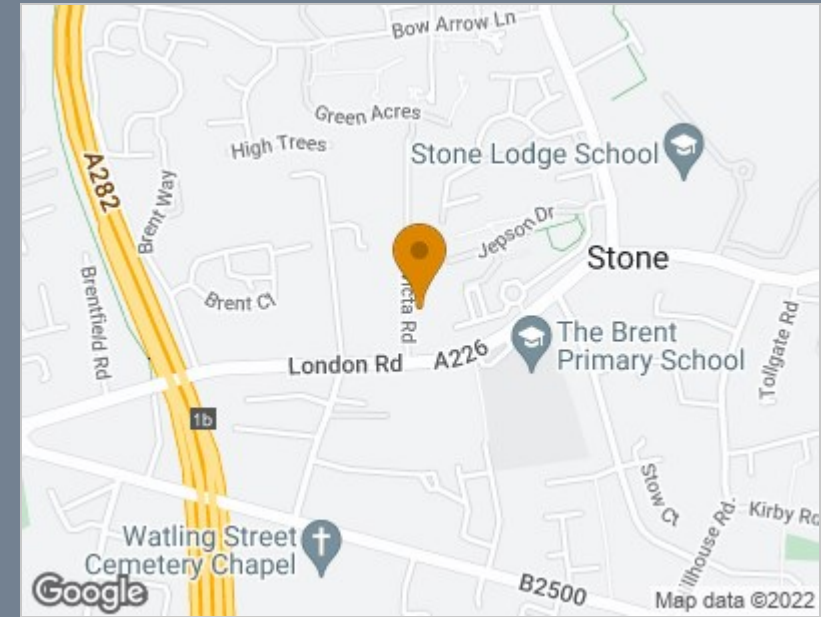 Bow Arrow Ln
Green Acres
High Trees
Stone Lodge School
A282
Brent Way
Jepson Dr
Stone
Brent Ct
Brentfield Rd
The Brent
Primary School
Tollgate Rd
London Rd
A226
1b
Stow Ct
Kirby Rd
Watling Street
Cemetery Chapel
B2500
Google
Map data ©2022